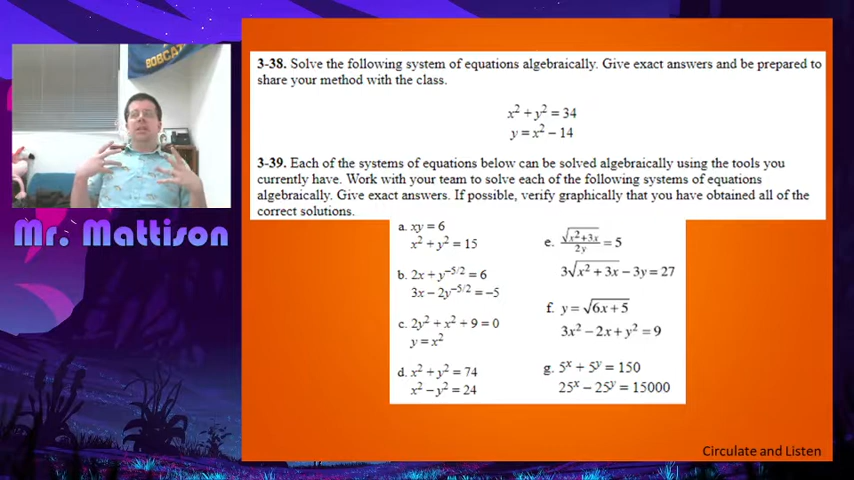 BOBCAT
3-38. Solve the following system of equations algebraically. Give exact answers and be prepared to
share your method with the class.
x² + y² = 34
y = x² − 14
3-39. Each of the systems of equations below can be solved algebraically using the tools you
currently have. Work with your team to solve each of the following systems of equations
algebraically. Give exact answers. If possible, verify graphically that you have obtained all of the
correct solutions.
a. xy = 6
x² + y² = 15
b. 2x + y^(−5/2) = 6
3x − 2y^(−5/2) = −5
c. 2y² + x² + 9 = 0
y = x²
d. x² + y² = 74
x² − y² = 24
e. √(x² + 3x) / 2y = 5
3√(x² + 3x) − 3y = 27
f. y = √(6x + 5)
3x² − 2x + y² = 9
g. 5ˣ + 5ʸ = 150
25ˣ − 25ʸ = 15000
Mr. Mattison
Circulate and Listen